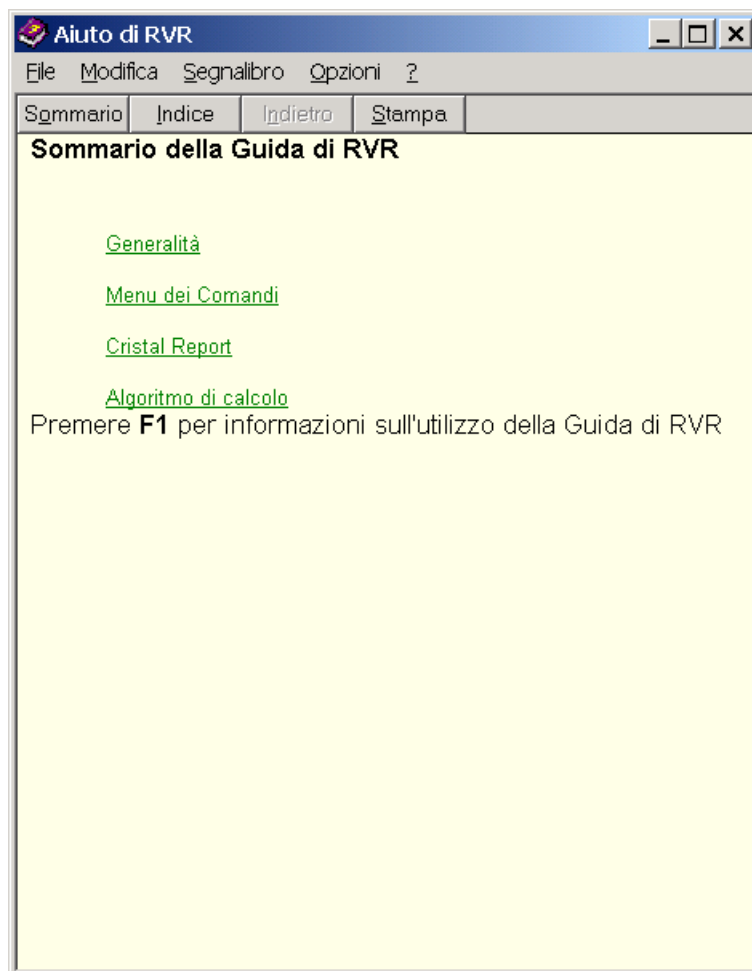 Aiuto di RVR
File Modifica Segnalibro Opzioni ?
Sommario Indice Indietro Stampa
Sommario della Guida di RVR
Generalità
Menu dei Comandi
Cristal Report
Algoritmo di calcolo
Premere F1 per informazioni sull'utilizzo della Guida di RVR